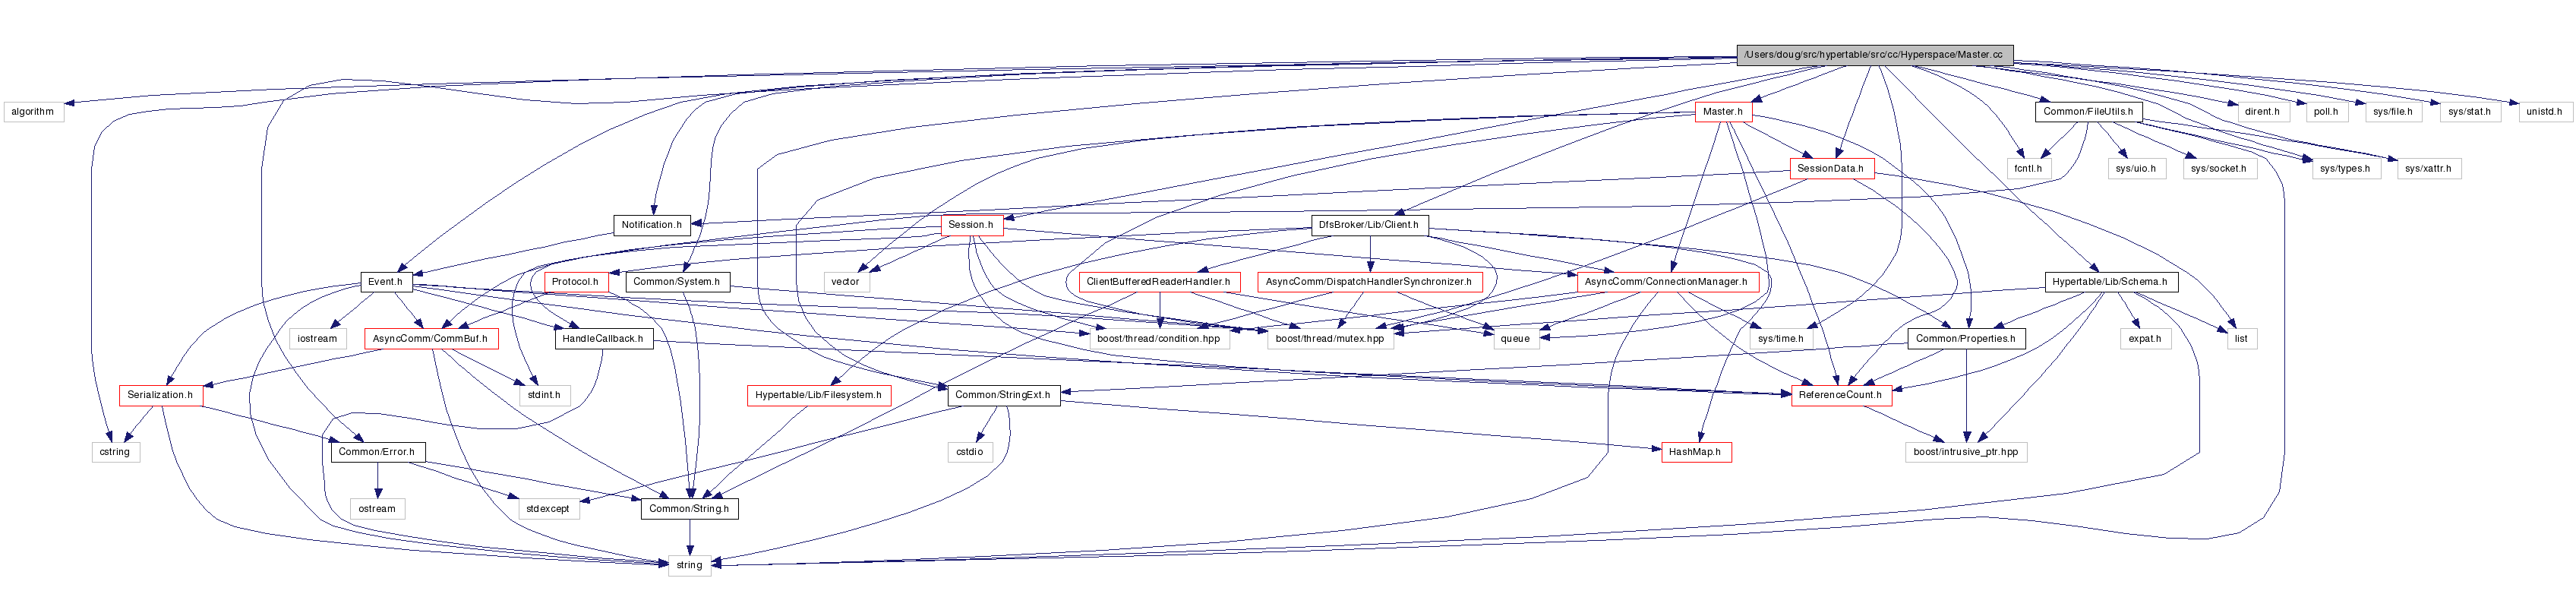 /Users/doug/src/hypertable/src/cc/Hyperspace/Master.cc
algorithm
Master.h
Common/FileUtils.h
dirent.h
poll.h
sys/file.h
sys/stat.h
unistd.h
SessionData.h
fcntl.h
sys/uio.h
sys/socket.h
sys/types.h
sys/xattr.h
Notification.h
Session.h
DfsBroker/Lib/Client.h
Event.h
Protocol.h
Common/System.h
vector
ClientBufferedReaderHandler.h
AsyncComm/DispatchHandlerSynchronizer.h
AsyncComm/ConnectionManager.h
Hypertable/Lib/Schema.h
iostream
AsyncComm/CommBuf.h
HandleCallback.h
boost/thread/condition.hpp
boost/thread/mutex.hpp
queue
sys/time.h
Common/Properties.h
expat.h
list
Serialization.h
stdint.h
Hypertable/Lib/Filesystem.h
Common/StringExt.h
ReferenceCount.h
cstring
Common/Error.h
cstdio
HashMap.h
boost/intrusive_ptr.hpp
ostream
stdexcept
Common/String.h
string